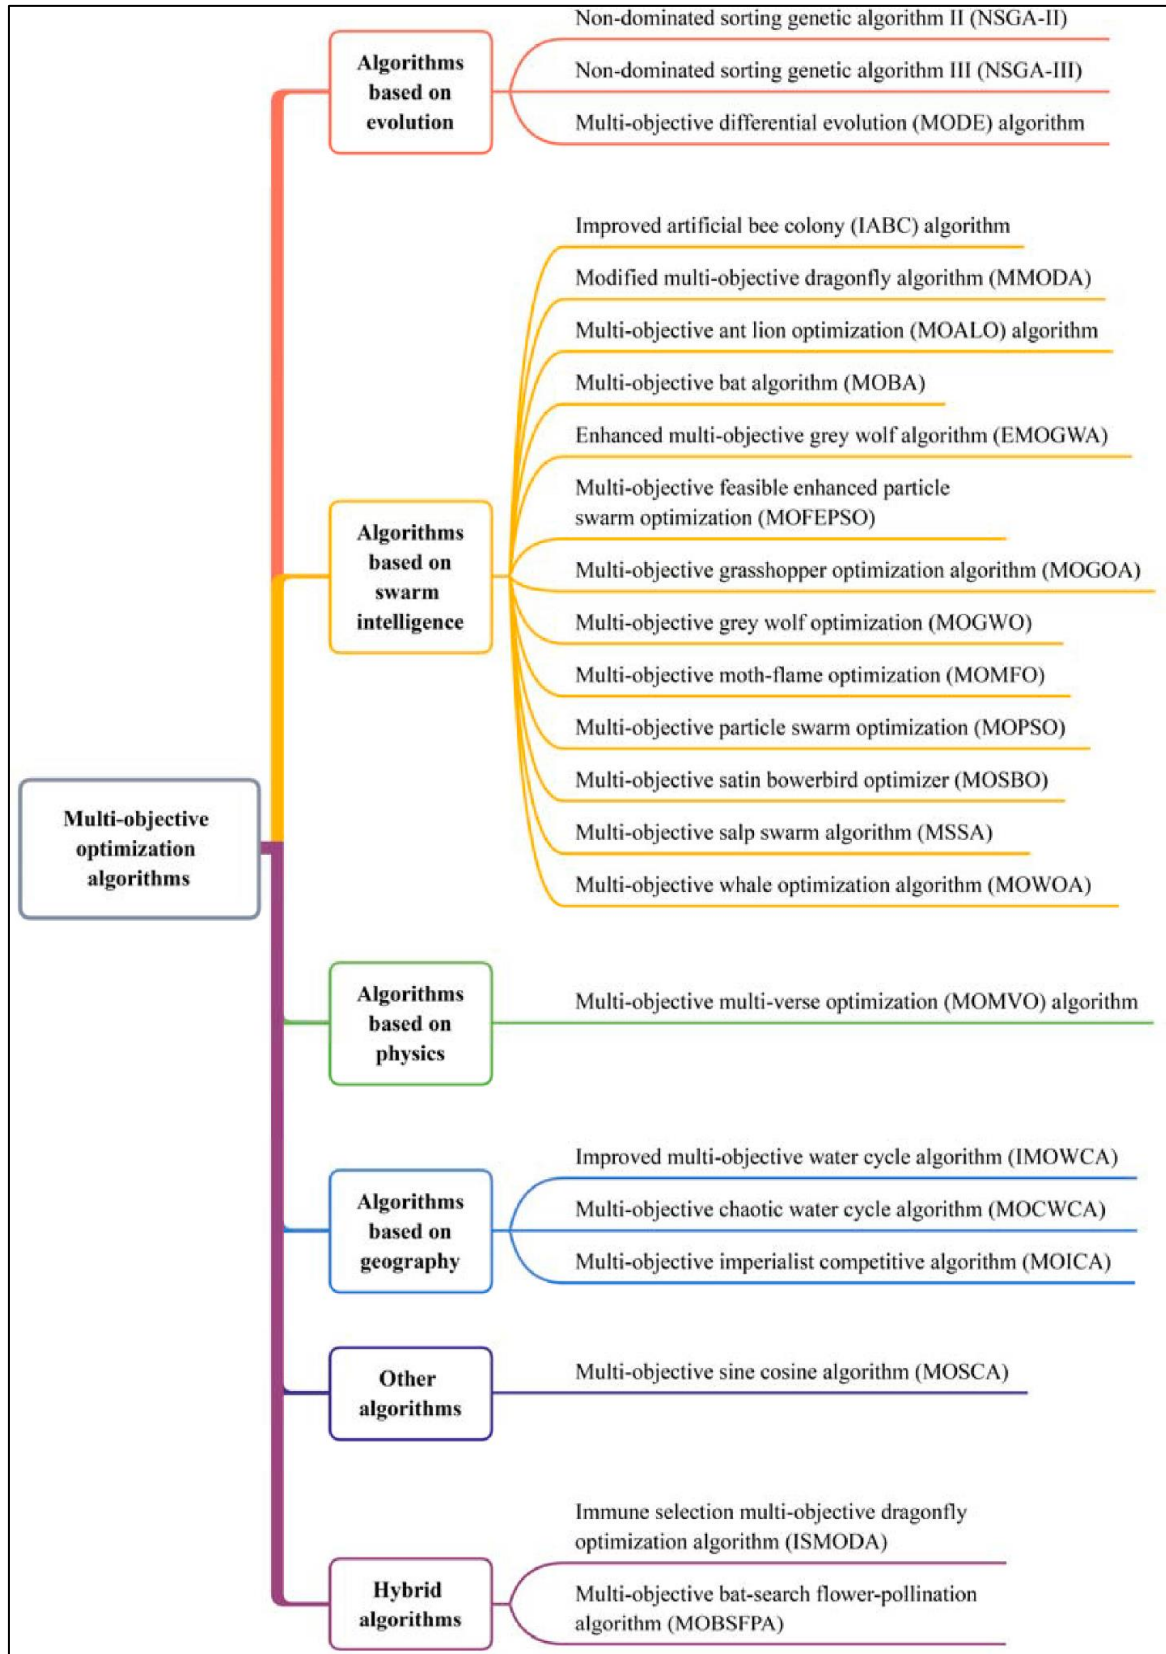 Non-dominated sorting genetic algorithm II (NSGA-II)
Algorithms
based on
evolution
Non-dominated sorting genetic algorithm III (NSGA-III)
Multi-objective differential evolution (MODE) algorithm
Improved artificial bee colony (IABC) algorithm
Modified multi-objective dragonfly algorithm (MMODA)
Multi-objective ant lion optimization (MOALO) algorithm
Multi-objective bat algorithm (MOBA)
Enhanced multi-objective grey wolf algorithm (EMOGWA)
Multi-objective feasible enhanced particle
swarm optimization (MOFEPSO)
Algorithms
based on
swarm
intelligence
Multi-objective grasshopper optimization algorithm (MOGOA)
Multi-objective grey wolf optimization (MOGWO)
Multi-objective moth-flame optimization (MOMFO)
Multi-objective particle swarm optimization (MOPSO)
Multi-objective satin bowerbird optimizer (MOSBO)
Multi-objective salp swarm algorithm (MSSA)
Multi-objective whale optimization algorithm (MOWOA)
Multi-objective
optimization
algorithms
Algorithms
based on
physics
Multi-objective multi-verse optimization (MOMVO) algorithm
Algorithms
based on
geography
Improved multi-objective water cycle algorithm (IMOWCA)
Multi-objective chaotic water cycle algorithm (MOCWCA)
Multi-objective imperialist competitive algorithm (MOICA)
Other
algorithms
Multi-objective sine cosine algorithm (MOSCA)
Hybrid
algorithms
Immune selection multi-objective dragonfly
optimization algorithm (ISMODA)
Multi-objective bat-search flower-pollination
algorithm (MOBSFPA)